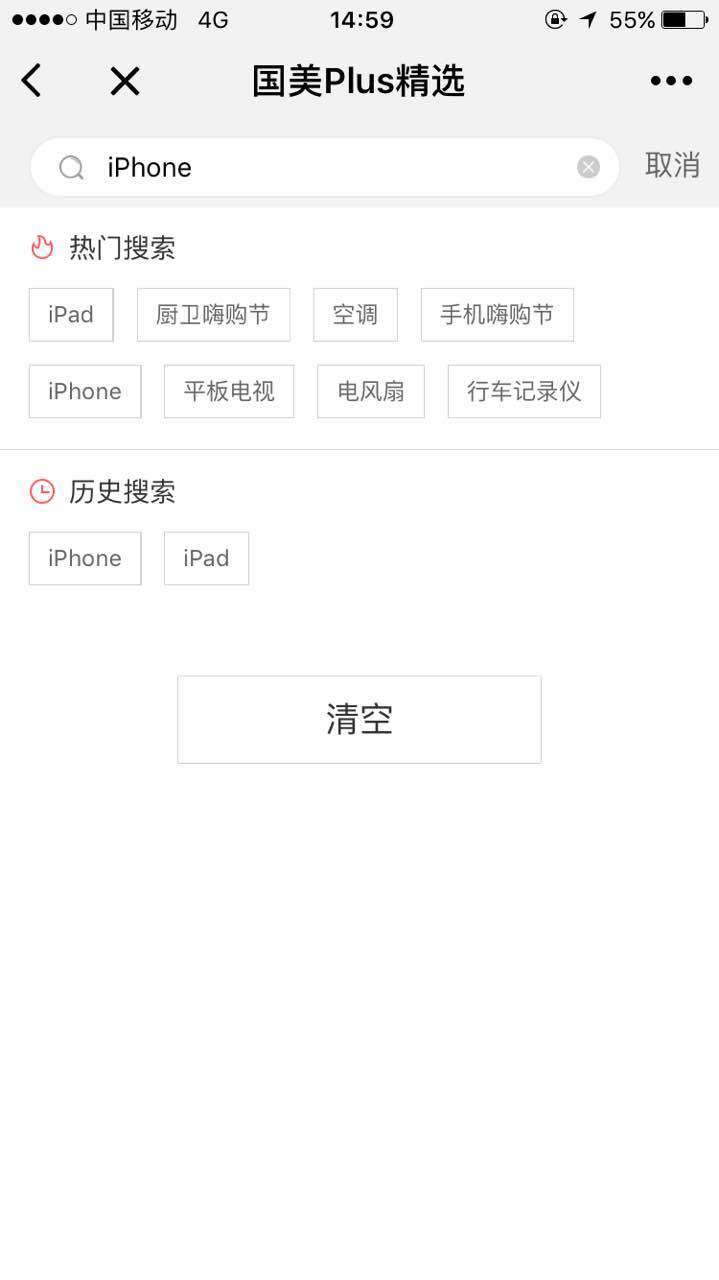 中国移动 4G 14:59 55%
国美Plus精选
iPhone 取消
热门搜索
iPad 厨卫嗨购节 空调 手机嗨购节
iPhone 平板电视 电风扇 行车记录仪
历史搜索
iPhone iPad
清空